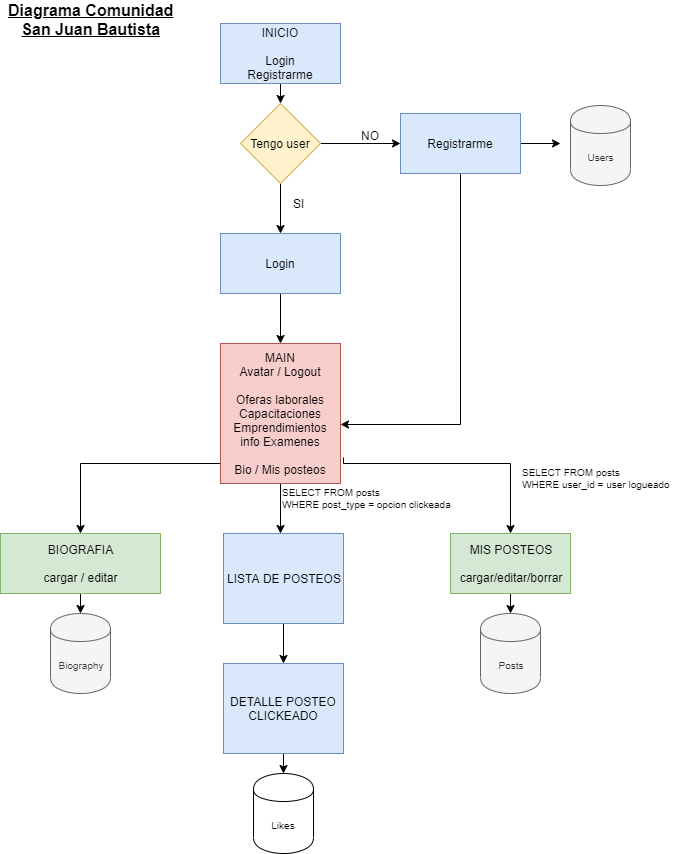 Diagrama Comunidad
San Juan Bautista
INICIO
Login
Registrarme
Tengo user
NO
Registrarme
Users
SI
Login
MAIN
Avatar / Logout
Oferas laborales
Capacitaciones
Emprendimientos
info Examenes
Bio / Mis posteos
SELECT FROM posts
WHERE user_id = user logueado
SELECT FROM posts
WHERE post_type = opcion clickeada
BIOGRAFIA
cargar / editar
LISTA DE POSTEOS
MIS POSTEOS
cargar/editar/borrar
Biography
Posts
DETALLE POSTEO
CLICKEADO
Likes